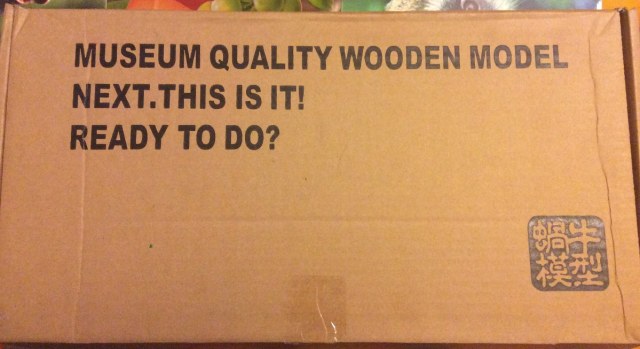 MUSEUM QUALITY WOODEN MODEL
NEXT.THIS IS IT!
READY TO DO?
蝸牛
模型